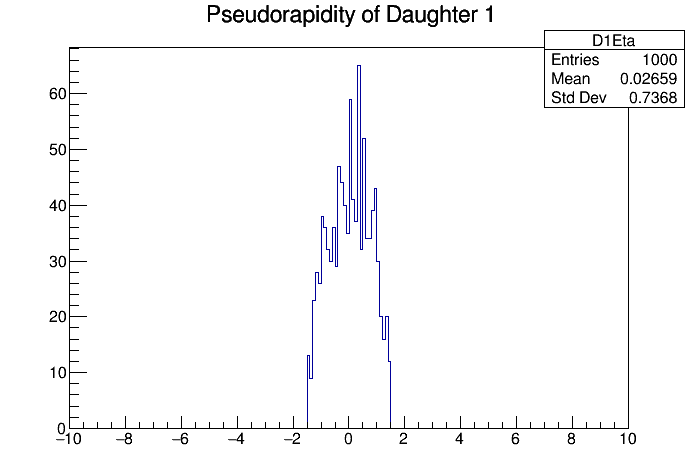 Pseudorapidity of Daughter 1
D1Eta
Entries 1000
Mean 0.02659
Std Dev 0.7368
60
50
40
30
20
10
0
−10 −8 −6 −4 −2 0 2 4 6 8 10